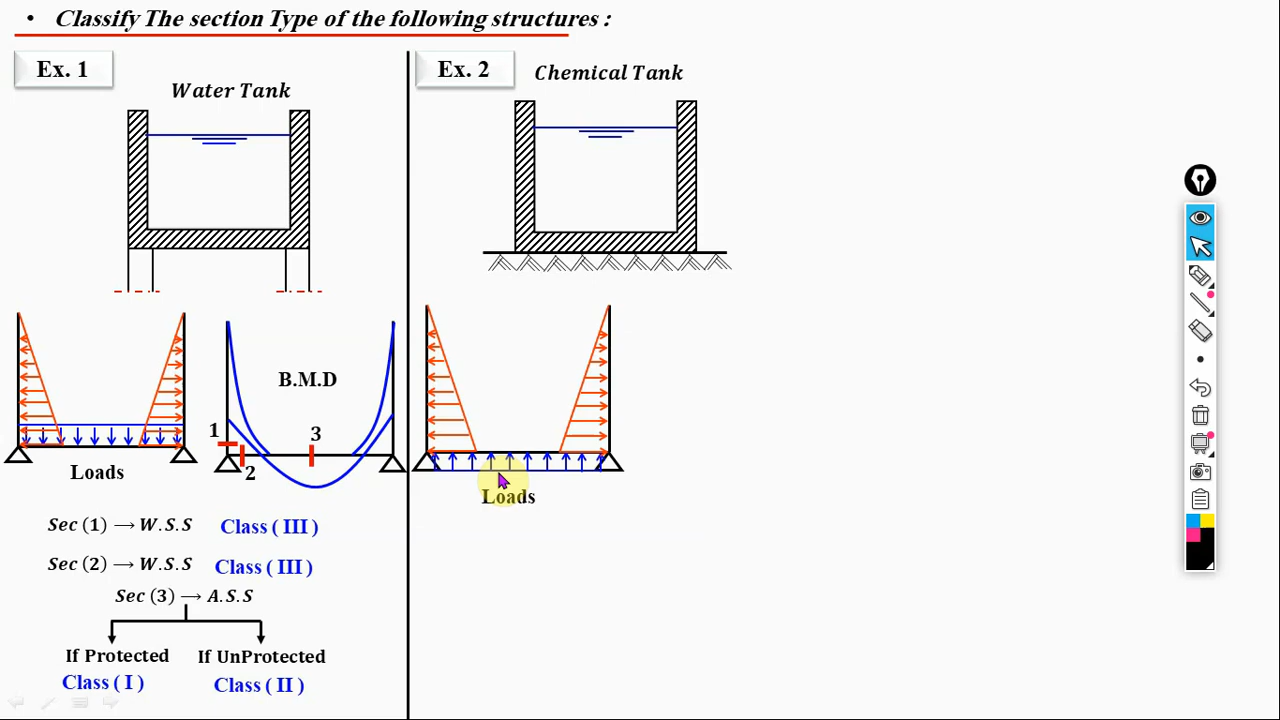 • Classify The section Type of the following structures :
Ex. 1
Water Tank
B.M.D
1
2
3
Loads
Sec (1) → W.S.S Class ( III )
Sec (2) → W.S.S Class ( III )
Sec (3) → A.S.S
If Protected If UnProtected
Class ( I ) Class ( II )
Ex. 2
Chemical Tank
Loads